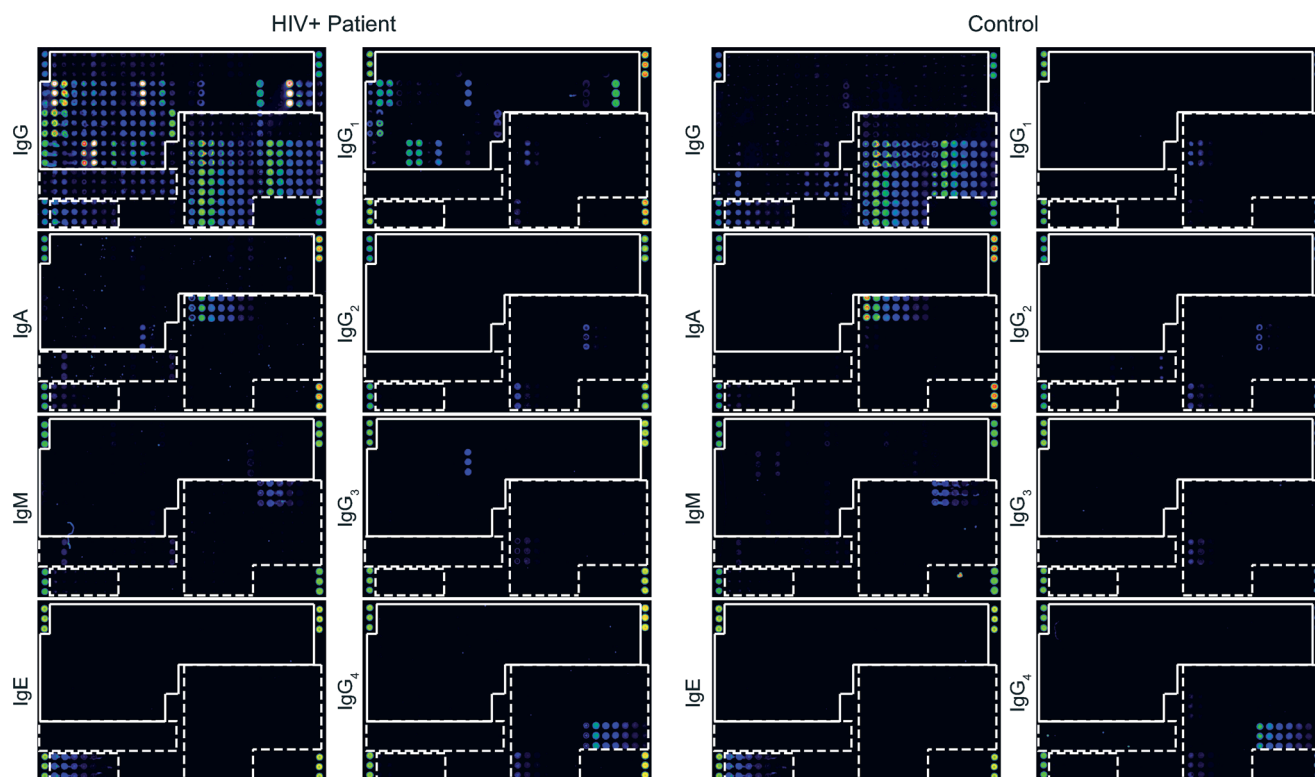 HIV+ Patient
Control
IgG
IgG₁
IgG
IgG₁
IgA
IgG₂
IgA
IgG₂
IgM
IgG₃
IgM
IgG₃
IgE
IgG₄
IgE
IgG₄